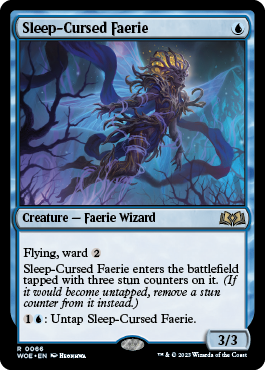 Sleep-Cursed Faerie
Creature — Faerie Wizard
Flying, ward 2
Sleep-Cursed Faerie enters the battlefield
tapped with three stun counters on it. (If
it would become untapped, remove a stun
counter from it instead.)
1 : Untap Sleep-Cursed Faerie.
3/3
R 0066
WOE • EN
™ & © 2023 Wizards of the Coast